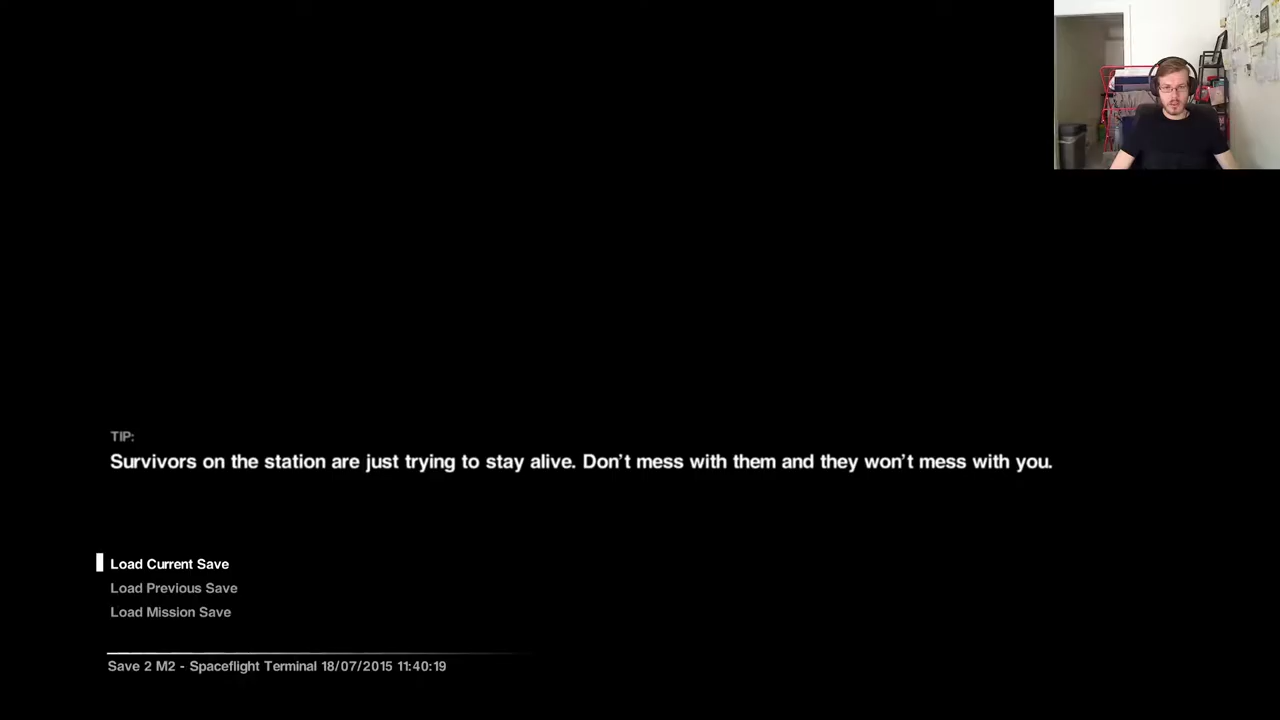 TIP:
Survivors on the station are just trying to stay alive. Don't mess with them and they won't mess with you.
Load Current Save
Load Previous Save
Load Mission Save
Save 2 M2 - Spaceflight Terminal 18/07/2015 11:40:19